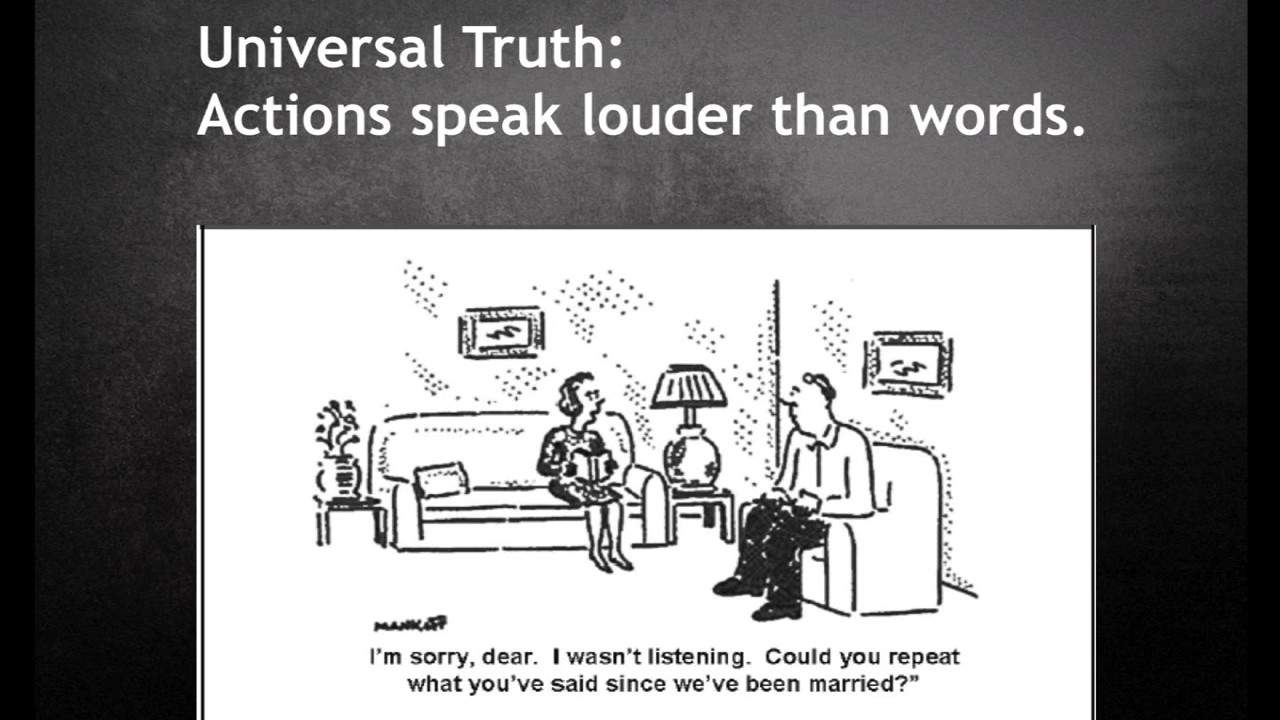 Universal Truth:
Actions speak louder than words.
MANKOFF
I'm sorry, dear.  I wasn't listening.  Could you repeat
what you've said since we've been married?”